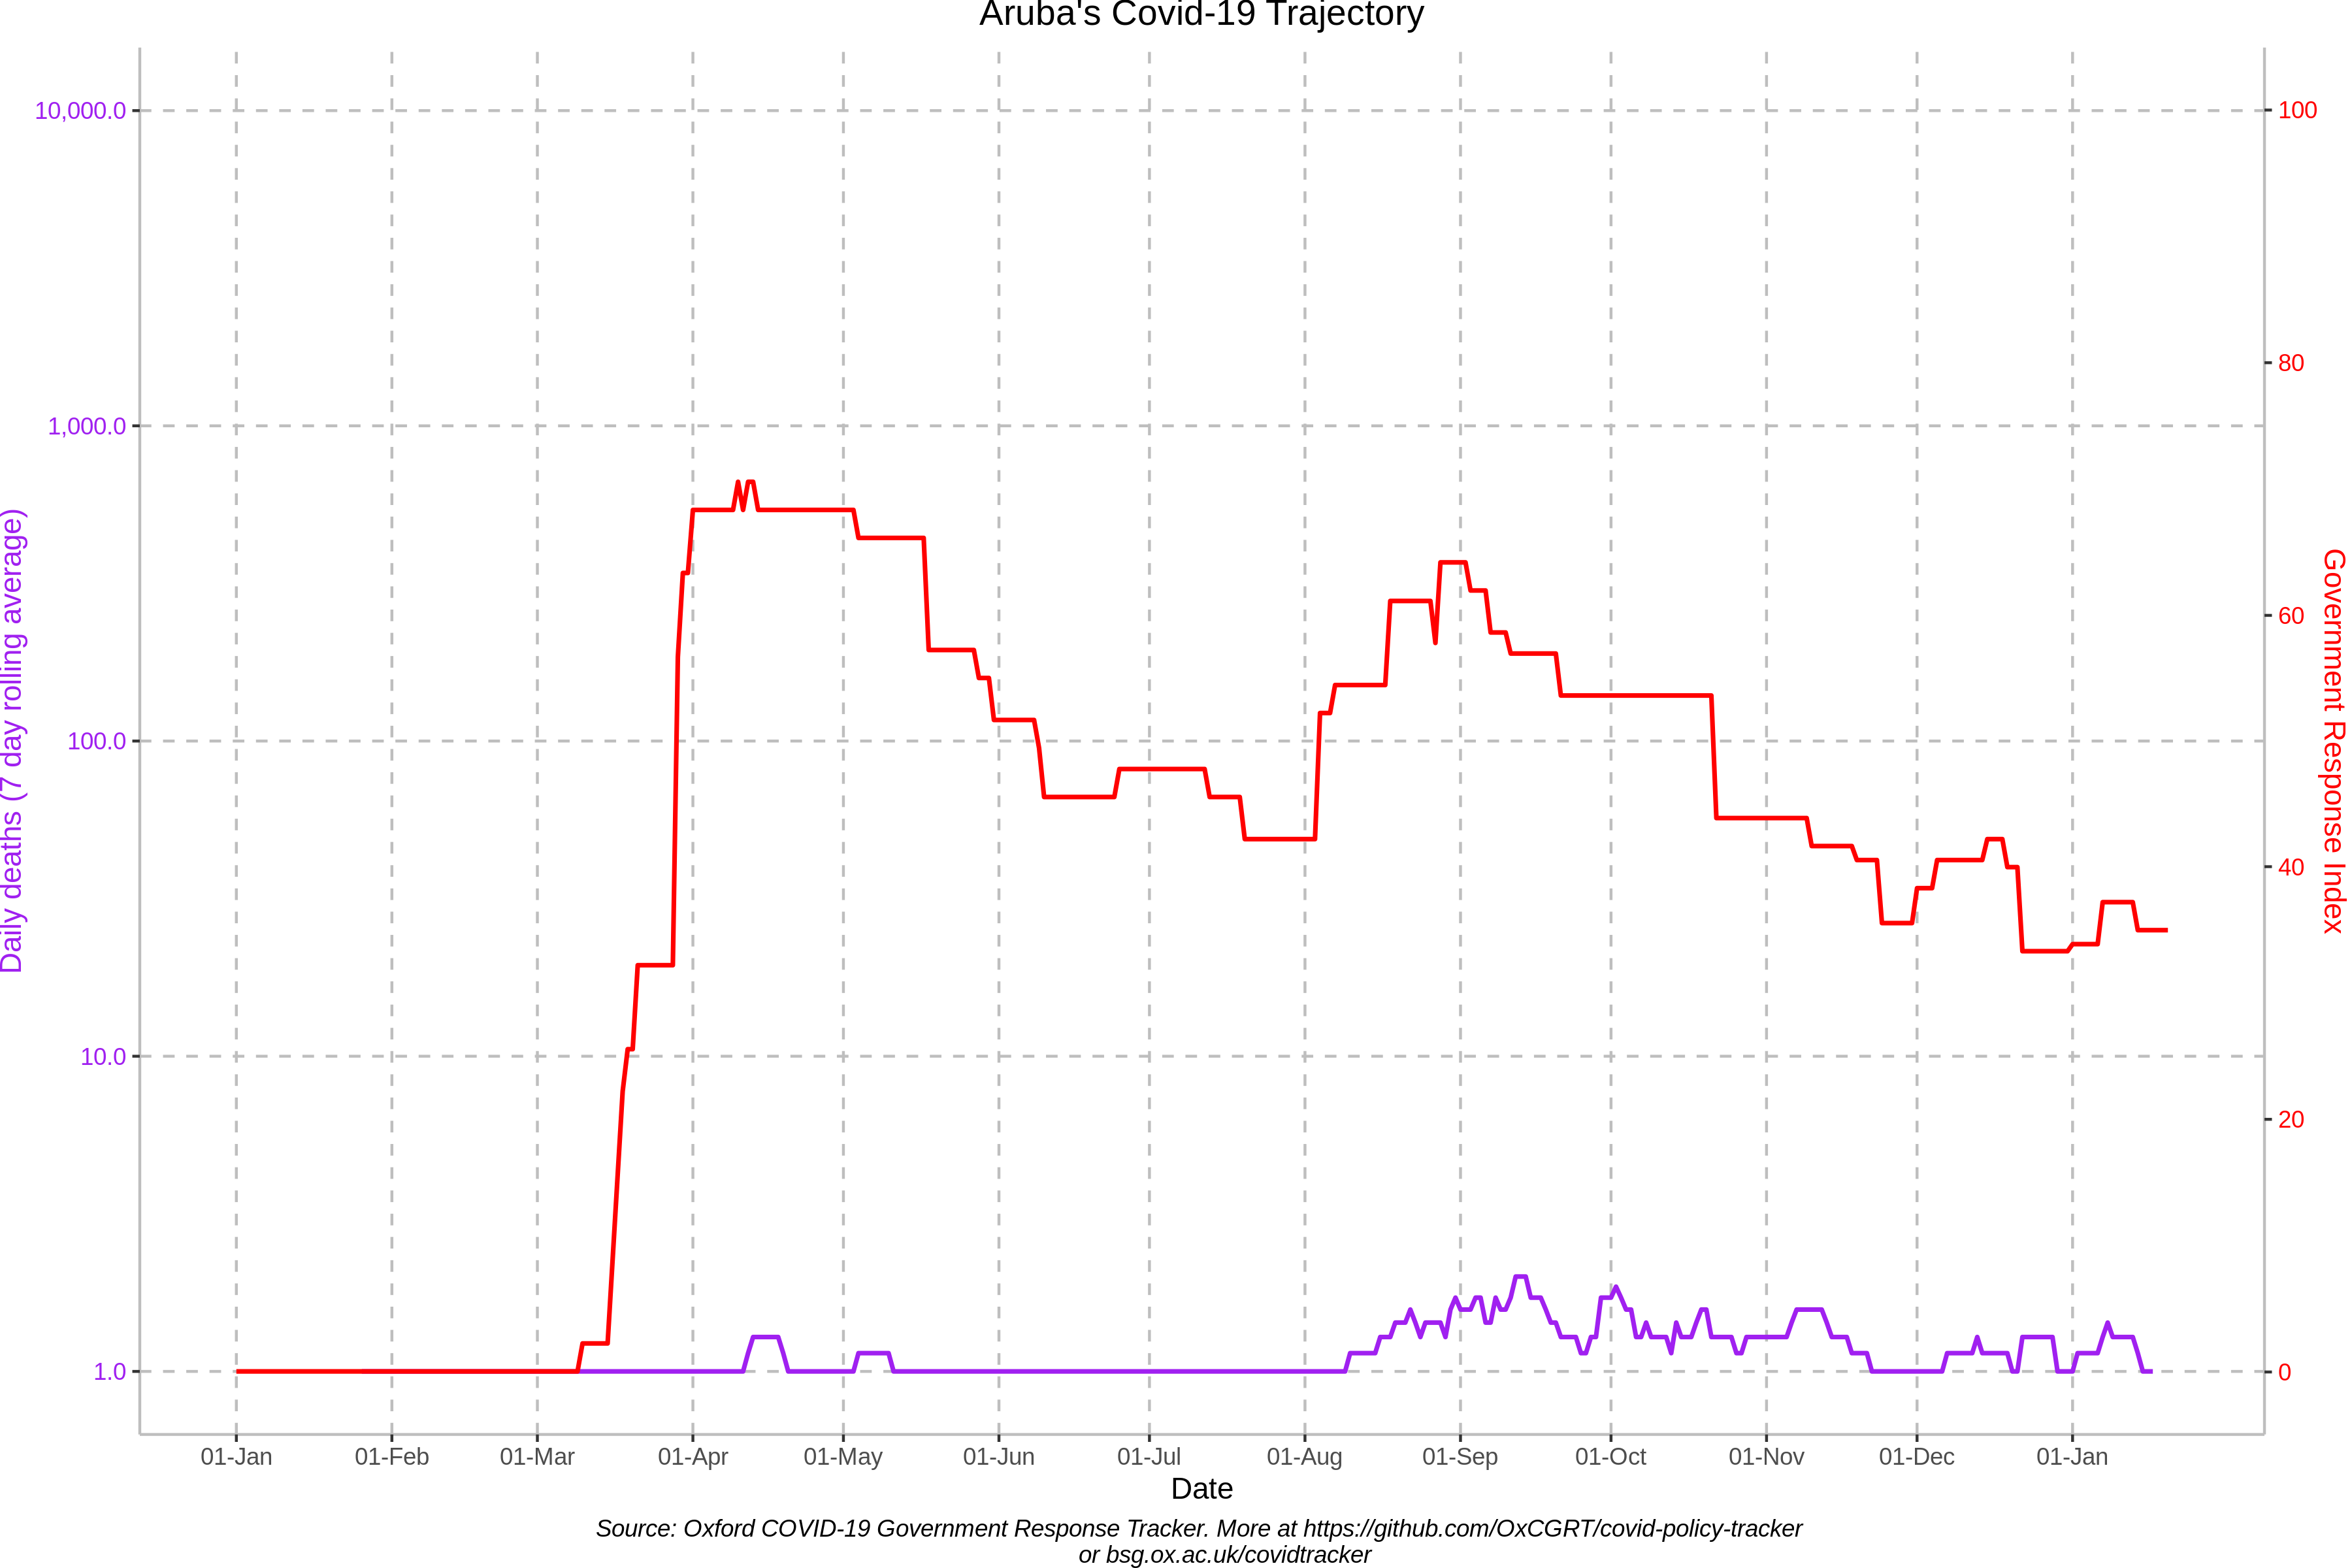 Aruba's Covid-19 Trajectory
Daily deaths (7 day rolling average)
10,000.0
1,000.0
100.0
10.0
1.0
100
80
60
40
20
0
Government Response Index
01-Jan 01-Feb 01-Mar 01-Apr 01-May 01-Jun 01-Jul 01-Aug 01-Sep 01-Oct 01-Nov 01-Dec 01-Jan
Date
Source: Oxford COVID-19 Government Response Tracker. More at https://github.com/OxCGRT/covid-policy-tracker
or bsg.ox.ac.uk/covidtracker